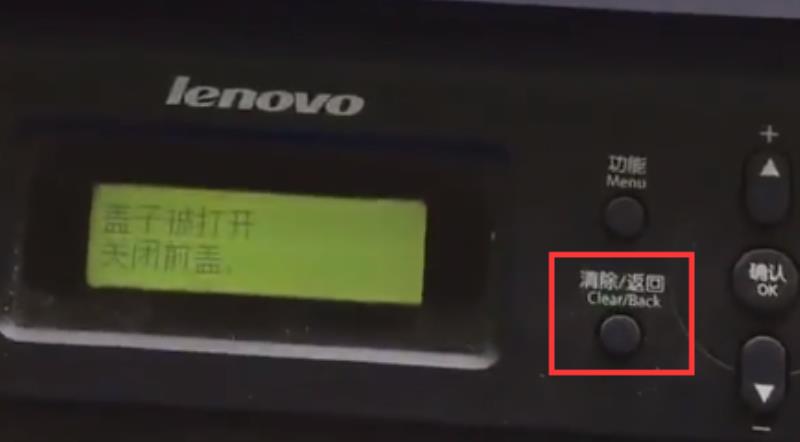 lenovo
盖子被打开
关闭前盖.
功能
Menu
清除/返回
Clear/Back
+
确认
OK
−